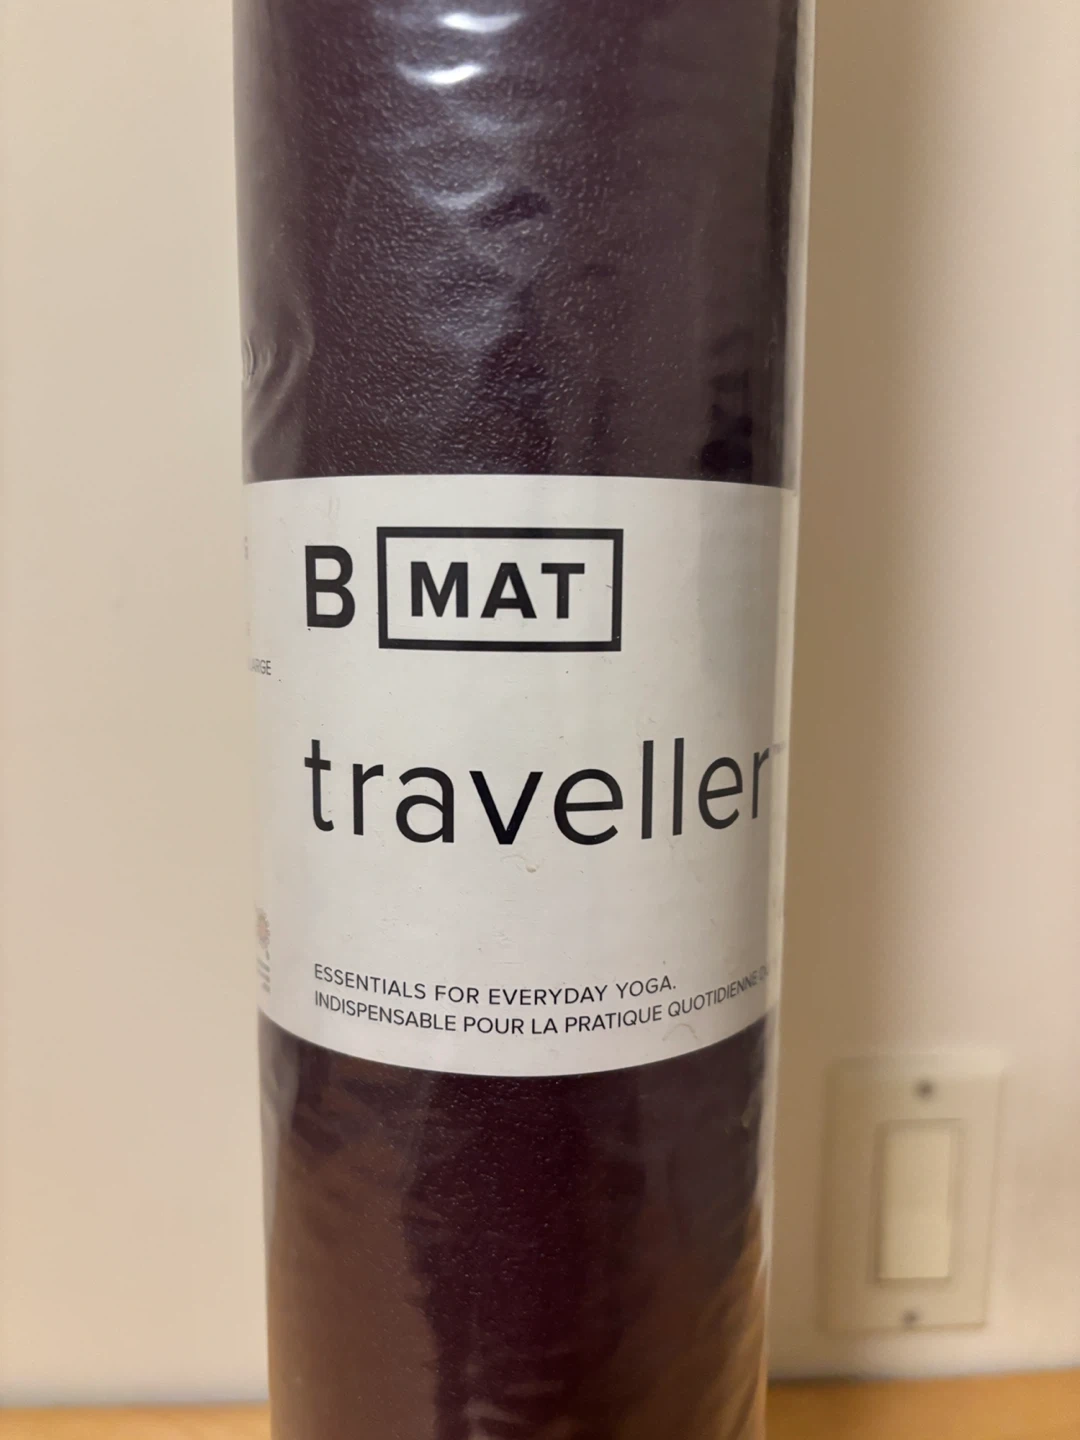 B MAT
traveller
ESSENTIALS FOR EVERYDAY YOGA.
INDISPENSABLE POUR LA PRATIQUE QUOTIDIENNE